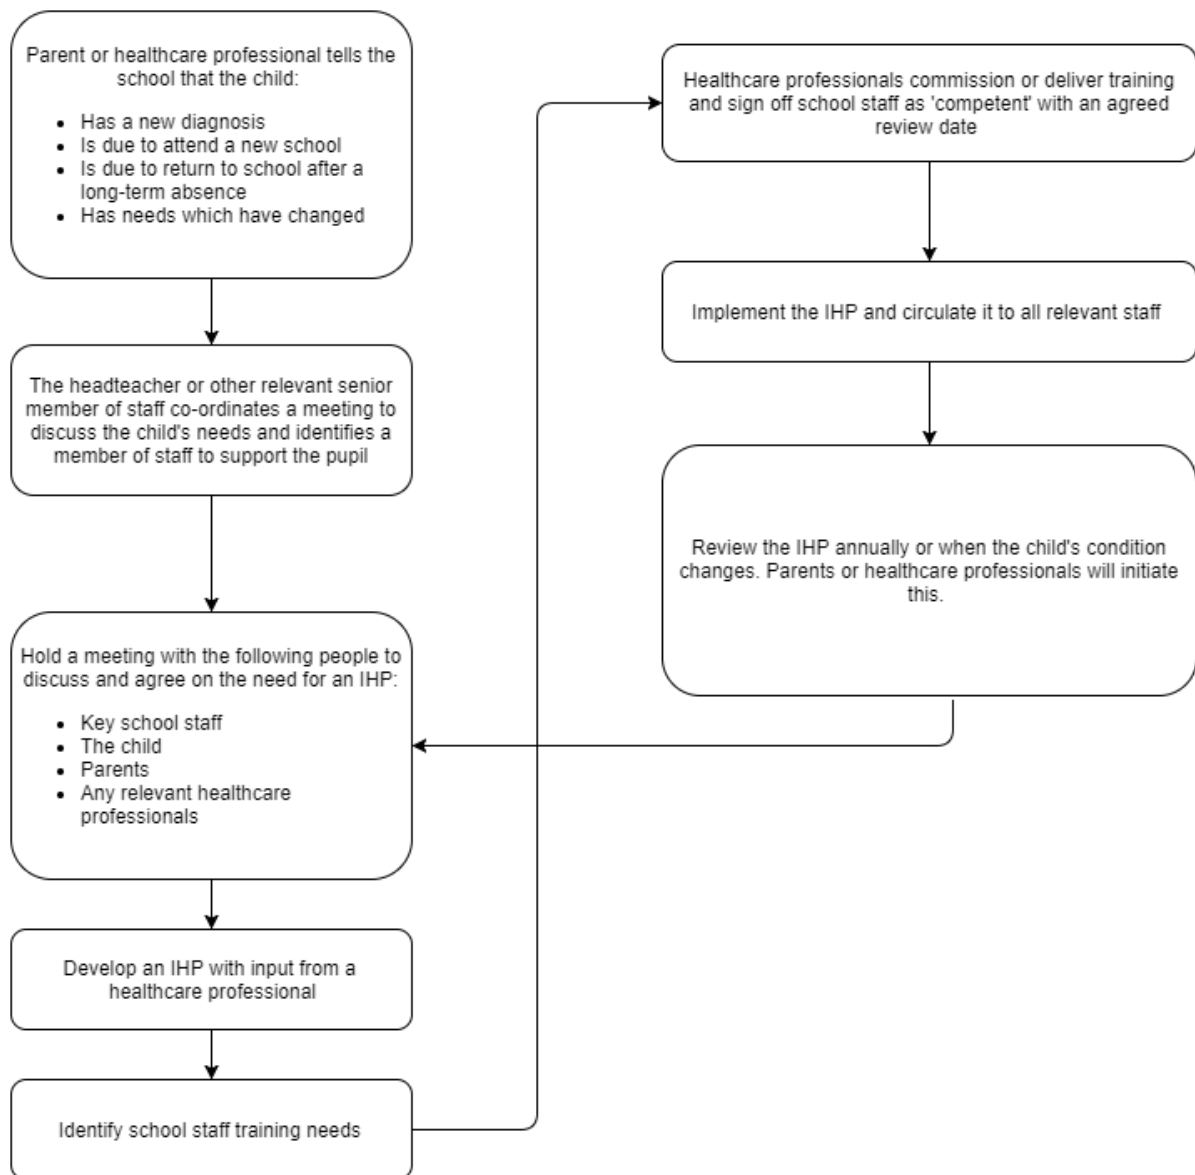 Parent or healthcare professional tells the
school that the child:
• Has a new diagnosis
• Is due to attend a new school
• Is due to return to school after a
long-term absence
• Has needs which have changed
The headteacher or other relevant senior
member of staff co-ordinates a meeting to
discuss the child's needs and identifies a
member of staff to support the pupil
Hold a meeting with the following people to
discuss and agree on the need for an IHP:
• Key school staff
• The child
• Parents
• Any relevant healthcare
professionals
Develop an IHP with input from a
healthcare professional
Identify school staff training needs
Healthcare professionals commission or deliver training
and sign off school staff as 'competent' with an agreed
review date
Implement the IHP and circulate it to all relevant staff
Review the IHP annually or when the child's condition
changes. Parents or healthcare professionals will initiate
this.